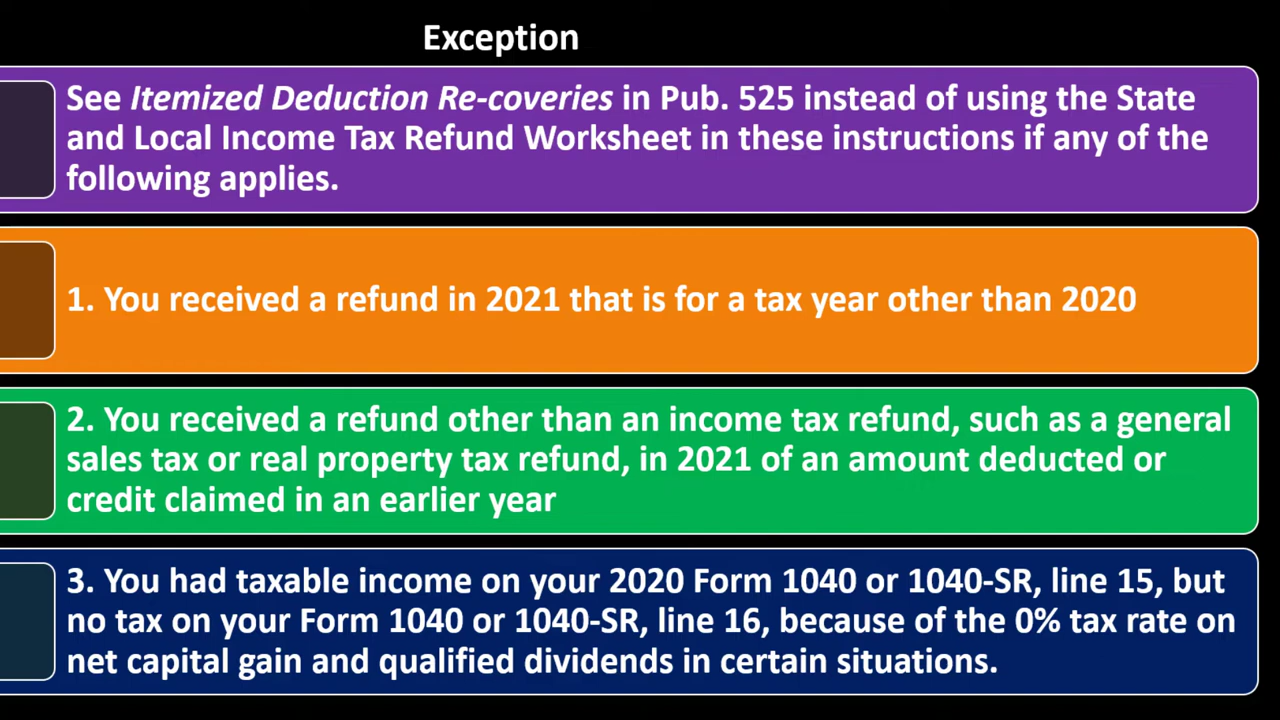 Exception
See Itemized Deduction Re-coveries in Pub. 525 instead of using the State
and Local Income Tax Refund Worksheet in these instructions if any of the
following applies.
1. You received a refund in 2021 that is for a tax year other than 2020
2. You received a refund other than an income tax refund, such as a general
sales tax or real property tax refund, in 2021 of an amount deducted or
credit claimed in an earlier year
3. You had taxable income on your 2020 Form 1040 or 1040-SR, line 15, but
no tax on your Form 1040 or 1040-SR, line 16, because of the 0% tax rate on
net capital gain and qualified dividends in certain situations.